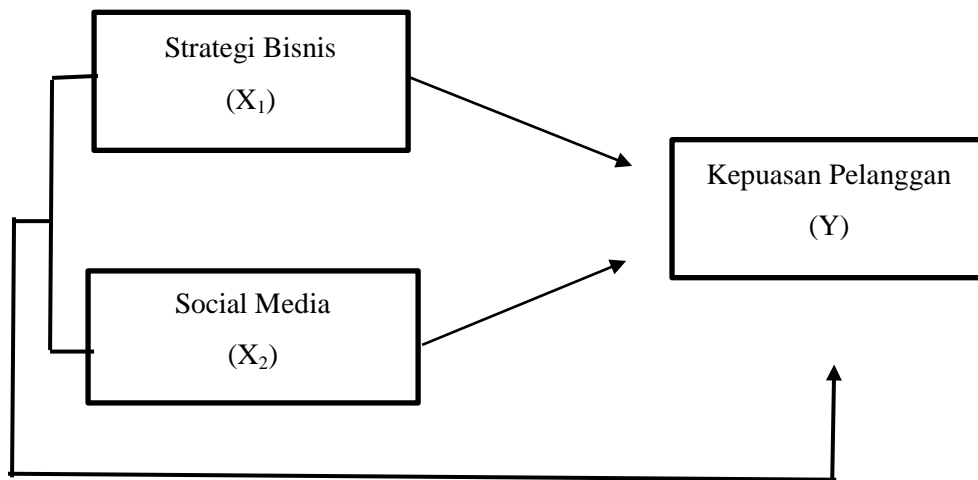 Strategi Bisnis
(X₁)
Kepuasan Pelanggan
(Y)
Social Media
(X₂)